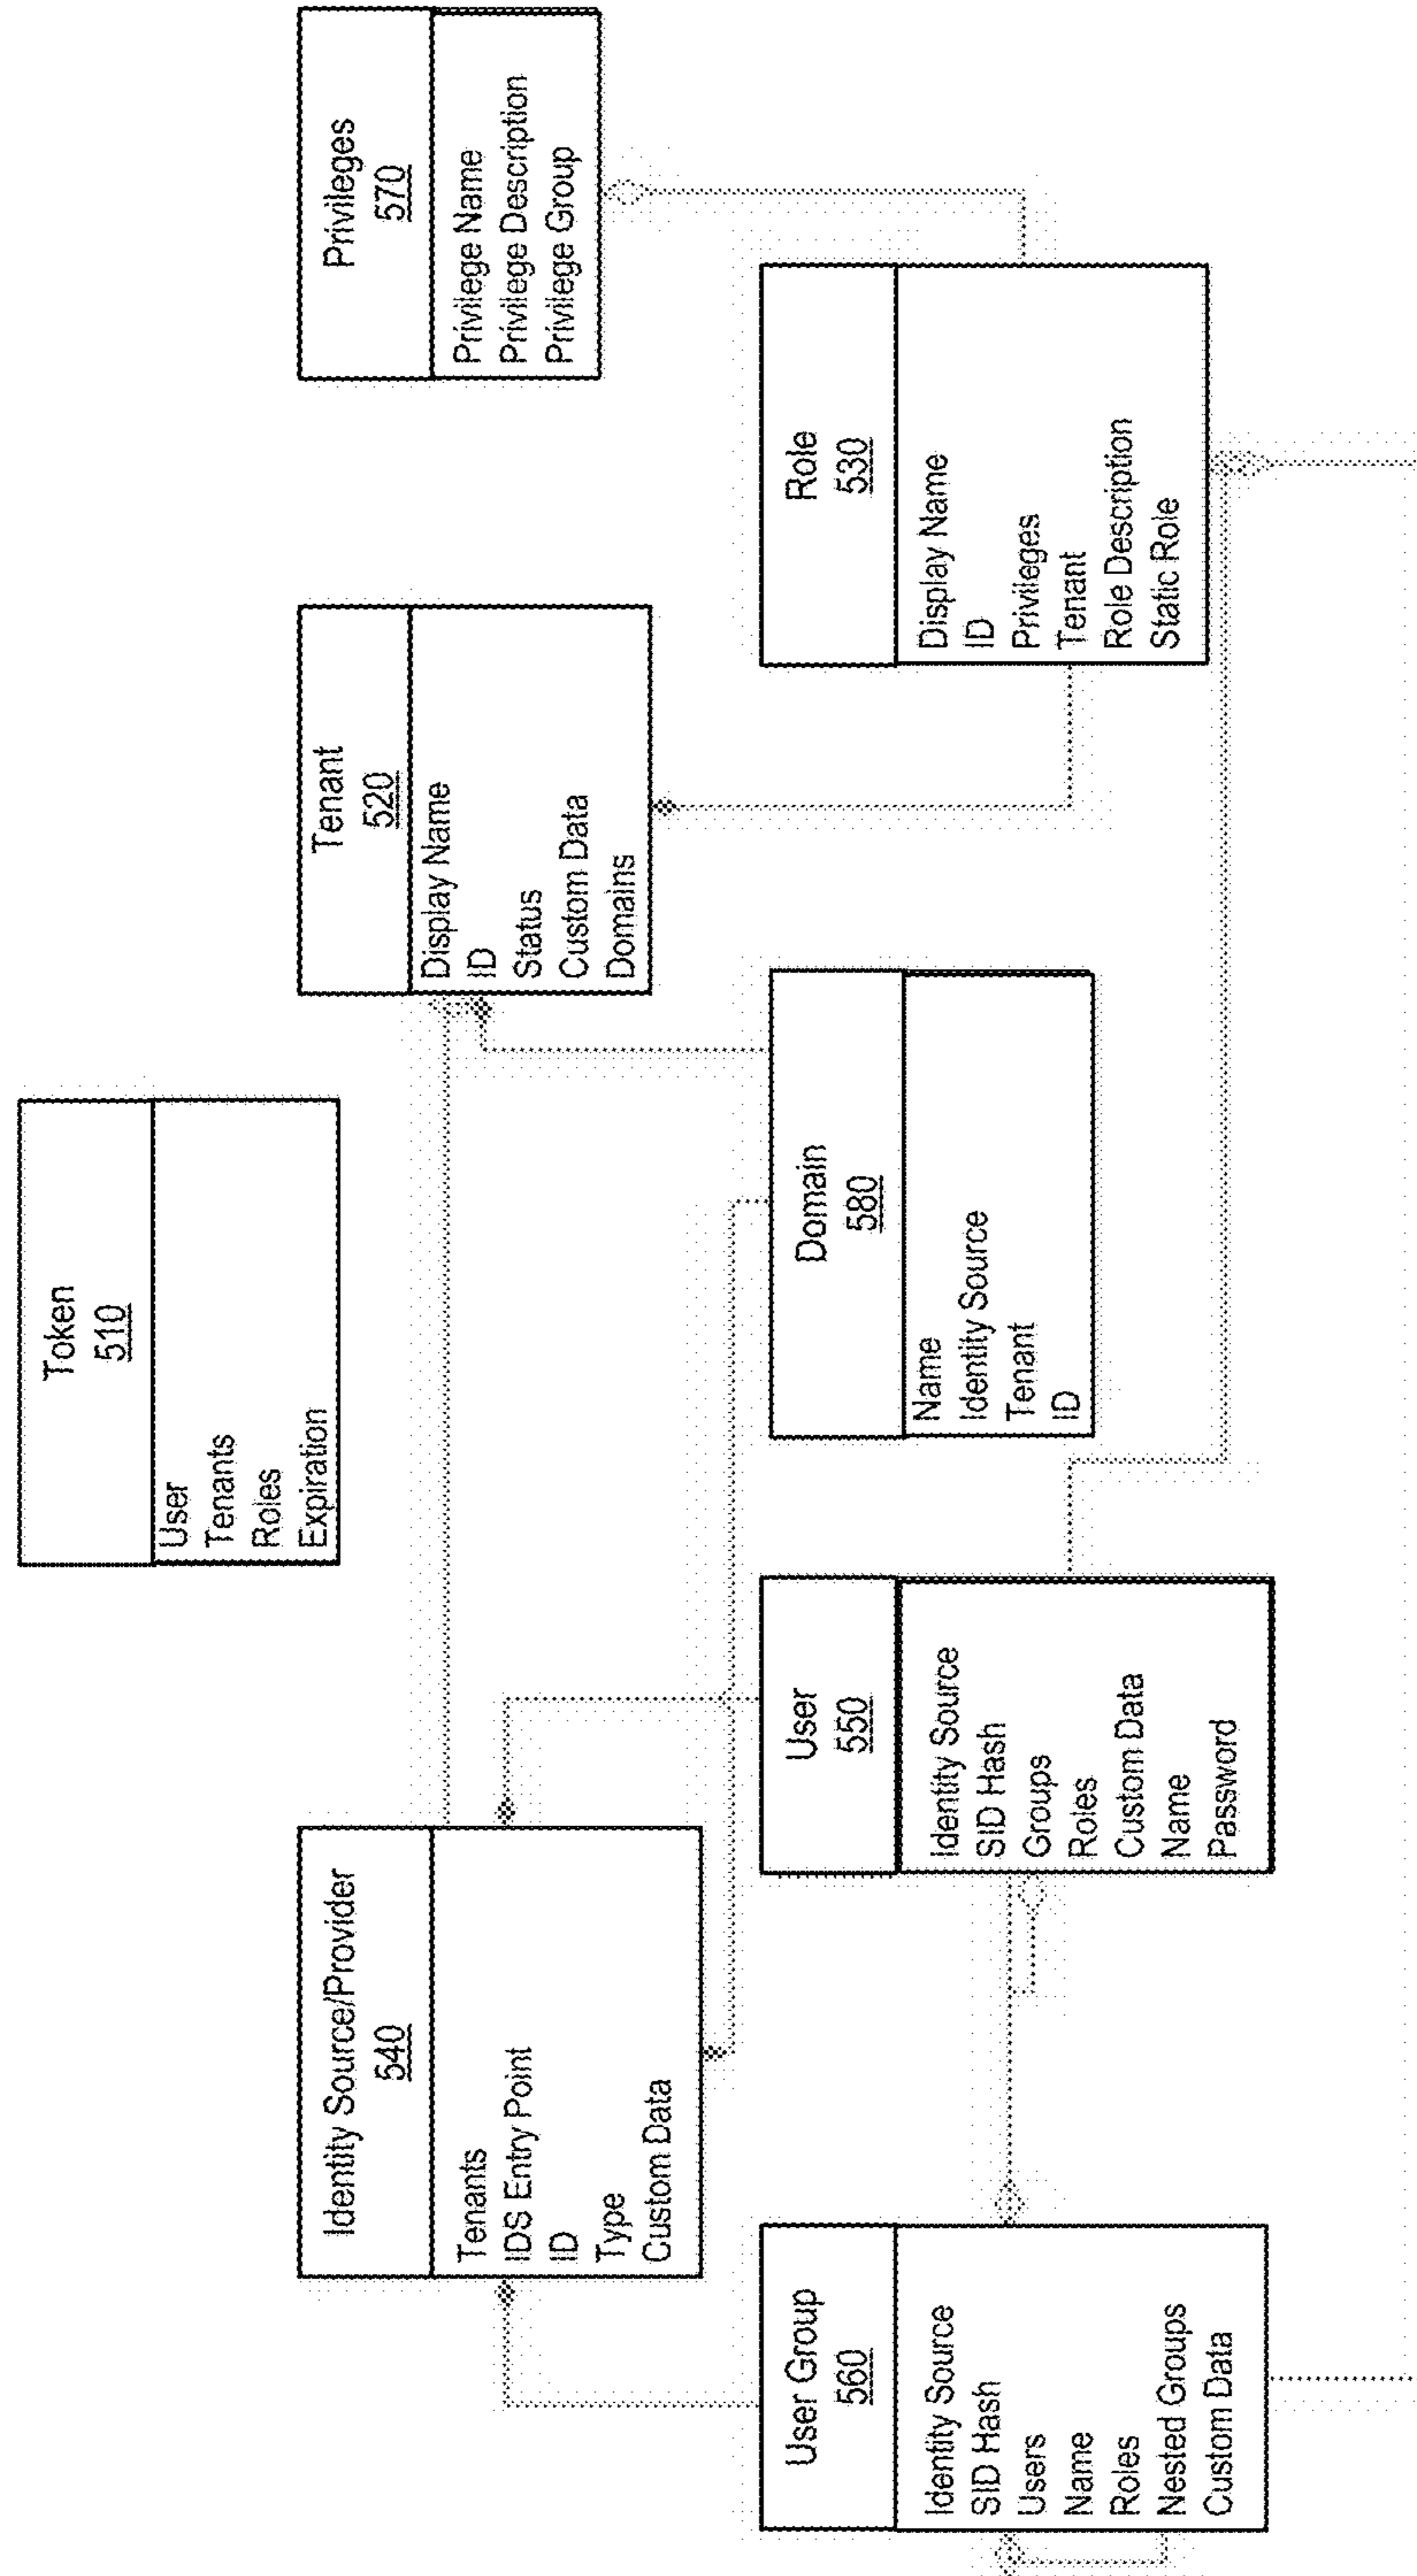 Token
510
User
Tenants
Roles
Expiration
Identity Source/Provider
540
Tenants
IDS Entry Point
ID
Type
Custom Data
Tenant
520
Display Name
ID
Status
Custom Data
Domains
Privileges
570
Privilege Name
Privilege Description
Privilege Group
User Group
560
Identity Source
SID Hash
Users
Name
Roles
Nested Groups
Custom Data
User
550
Identity Source
SID Hash
Groups
Roles
Custom Data
Name
Password
Domain
580
Name
Identity Source
Tenant
ID
Role
530
Display Name
ID
Privileges
Tenant
Role Description
Static Role